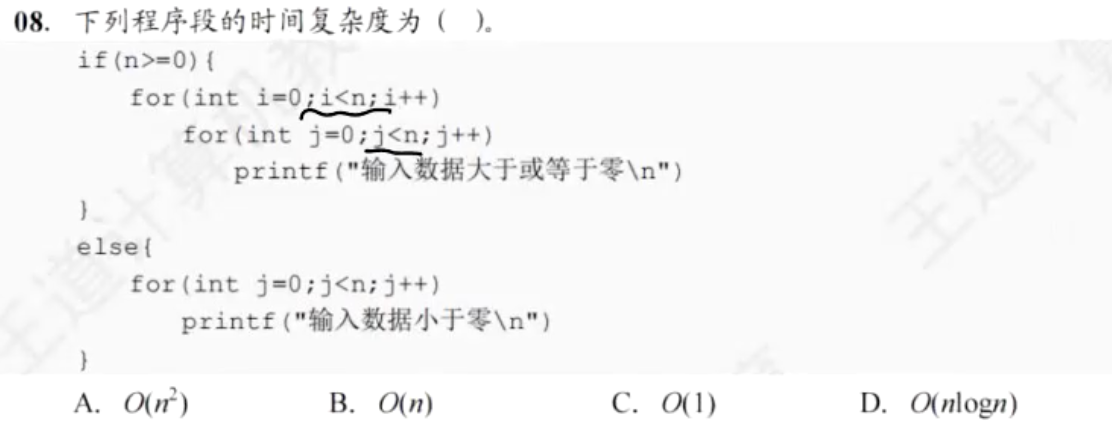 08. 下列程序段的时间复杂度为（ ）。
if(n>=0){
for(int i=0;i<n;i++)
for(int j=0;j<n;j++)
printf("输入数据大于或等于零\n")
}
else{
for(int j=0;j<n;j++)
printf("输入数据小于零\n")
}
A. O(n²) B. O(n) C. O(1) D. O(nlogn)